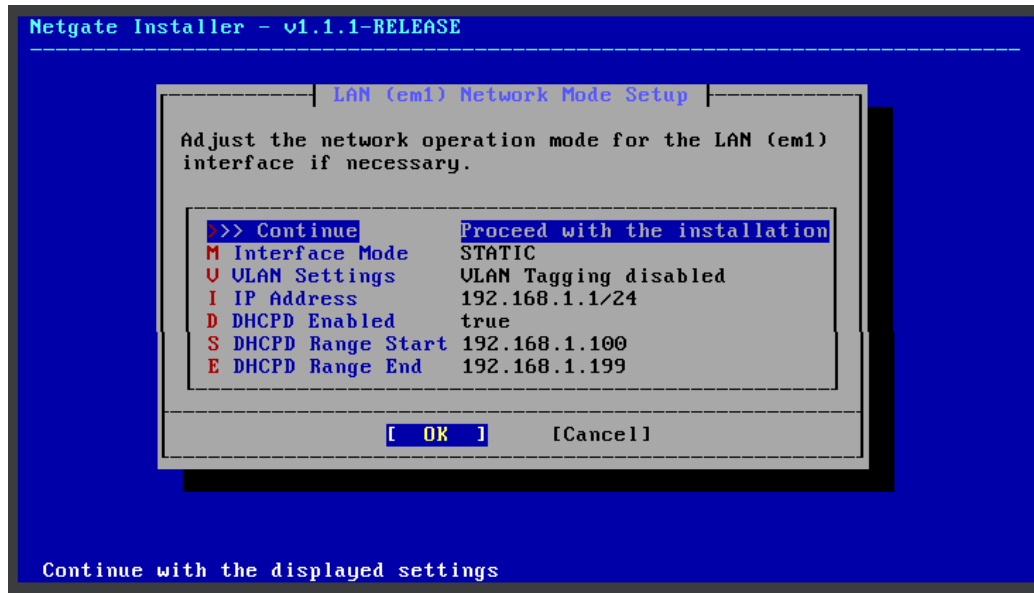 Netgate Installer - v1.1.1-RELEASE
LAN (em1) Network Mode Setup
Adjust the network operation mode for the LAN (em1)
interface if necessary.
>>> Continue Proceed with the installation
M Interface Mode STATIC
V VLAN Settings VLAN Tagging disabled
I IP Address 192.168.1.1/24
D DHCPD Enabled true
S DHCPD Range Start 192.168.1.100
E DHCPD Range End 192.168.1.199
[ OK ] [Cancel]
Continue with the displayed settings